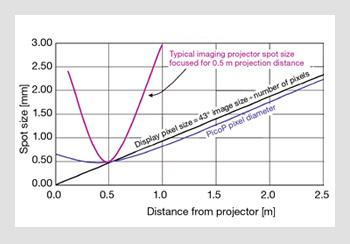 3.00
2.50
2.00
1.50
1.00
0.50
0.00
Spot size [mm]
Typical imaging projector spot size
focused for 0.5 m projection distance
Display pixel size = 43° image size ÷ number of pixels
PicoP pixel diameter
0.0 0.5 1.0 1.5 2.0 2.5
Distance from projector [m]